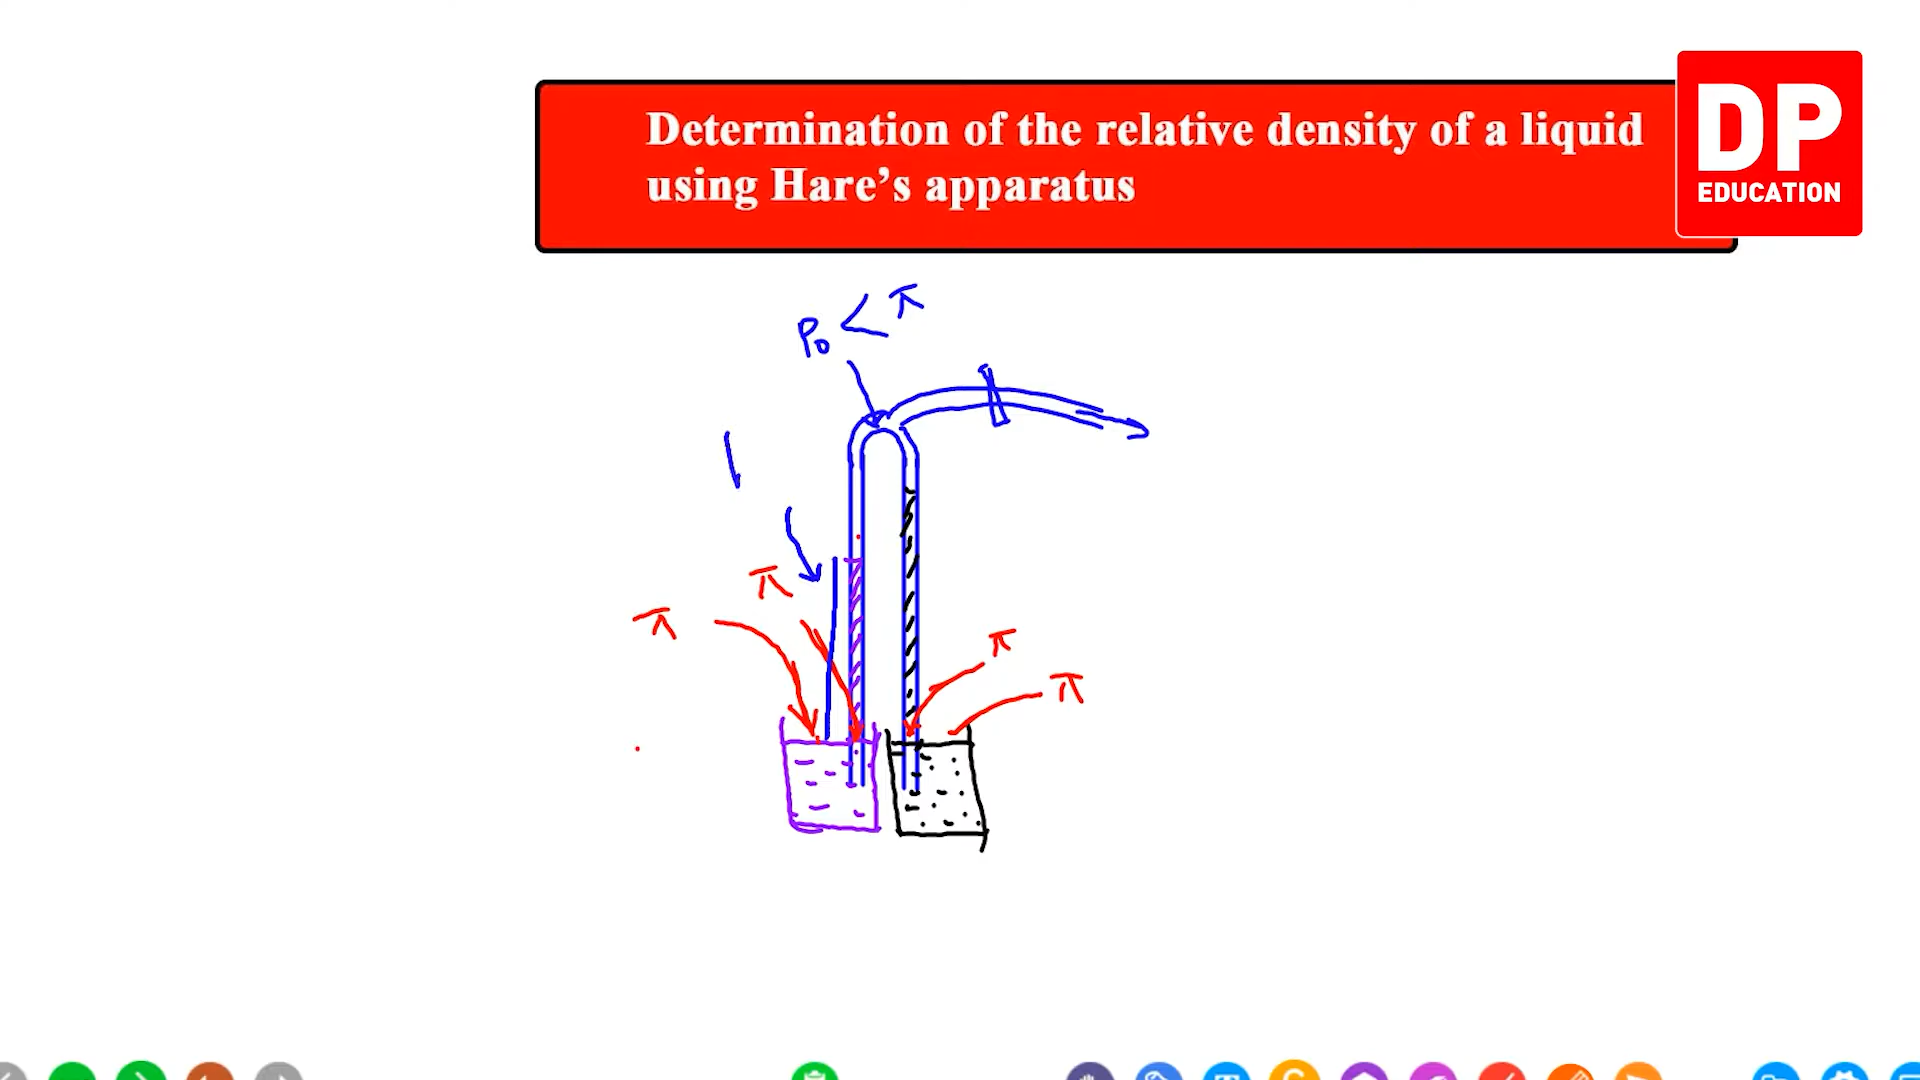 Determination of the relative density of a liquid
using Hare’s apparatus
DP
EDUCATION
P₀ < π
π
π
π
π